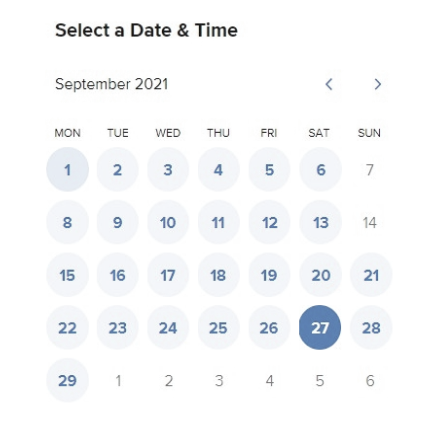 Select a Date & Time
September 2021
MON TUE WED THU FRI SAT SUN
1 2 3 4 5 6 7
8 9 10 11 12 13 14
15 16 17 18 19 20 21
22 23 24 25 26 27 28
29 1 2 3 4 5 6